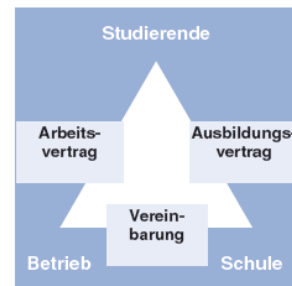 Studierende
Arbeits-
vertrag
Ausbildungs-
vertrag
Verein-
barung
Betrieb
Schule